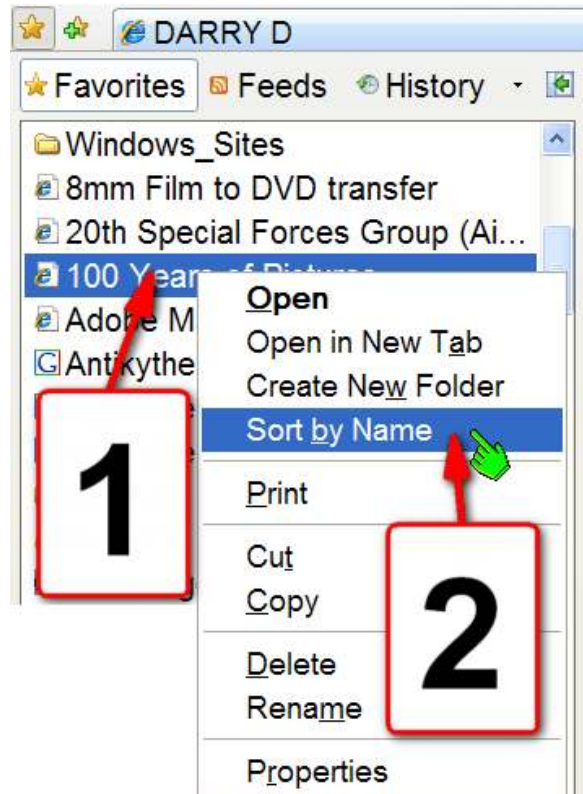 DARRY D
Favorites Feeds History
Windows_Sites
8mm Film to DVD transfer
20th Special Forces Group (Ai...
100 Years of Pictures
Adobe M
Antikythe
Open
Open in New Tab
Create New Folder
Sort by Name
Print
Cut
Copy
Delete
Rename
Properties
1
2